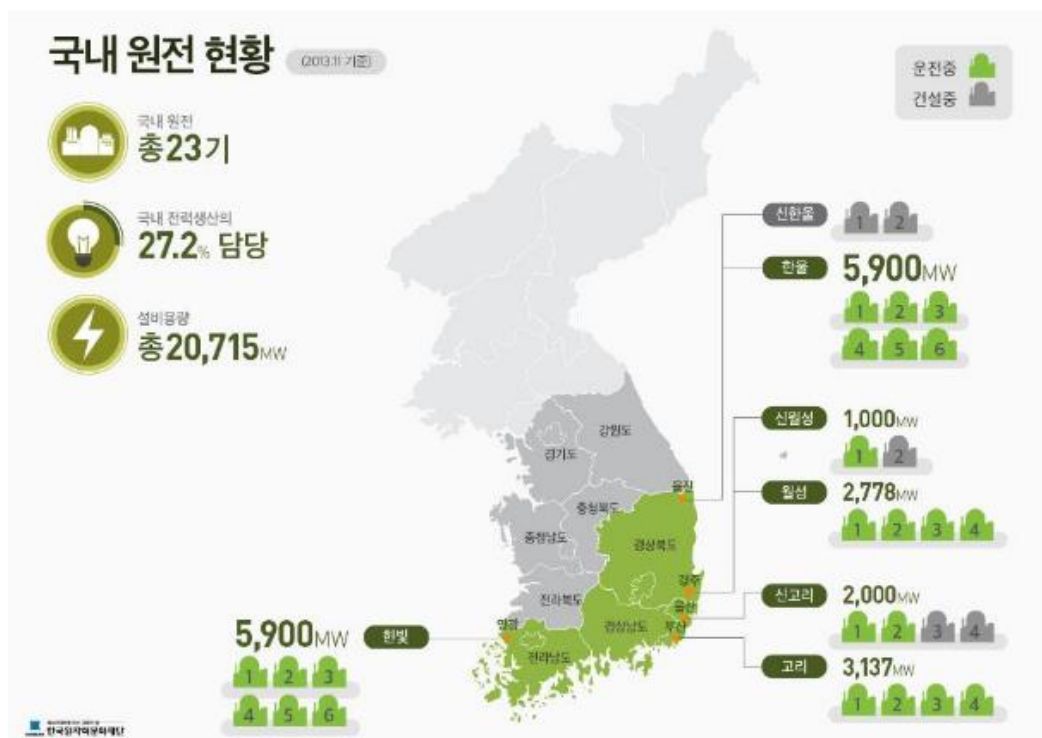 국내 원전 현황 (2013.11 기준)
운전중
건설중
국내 원전
총23기
국내 전력생산의
27.2% 담당
설비용량
총20,715MW
신한울
1 2
한울 5,900MW
1 2 3
4 5 6
신월성 1,000MW
1 2
월성 2,778MW
1 2 3 4
신고리 2,000MW
1 2 3 4
고리 3,137MW
1 2 3 4
5,900MW 한빛
1 2 3
4 5 6
강원도
경기도
울진
충청북도
충청남도
경상북도
경주
전라북도
울산
영광
경상남도
부산
전라남도
한국원자력문화재단